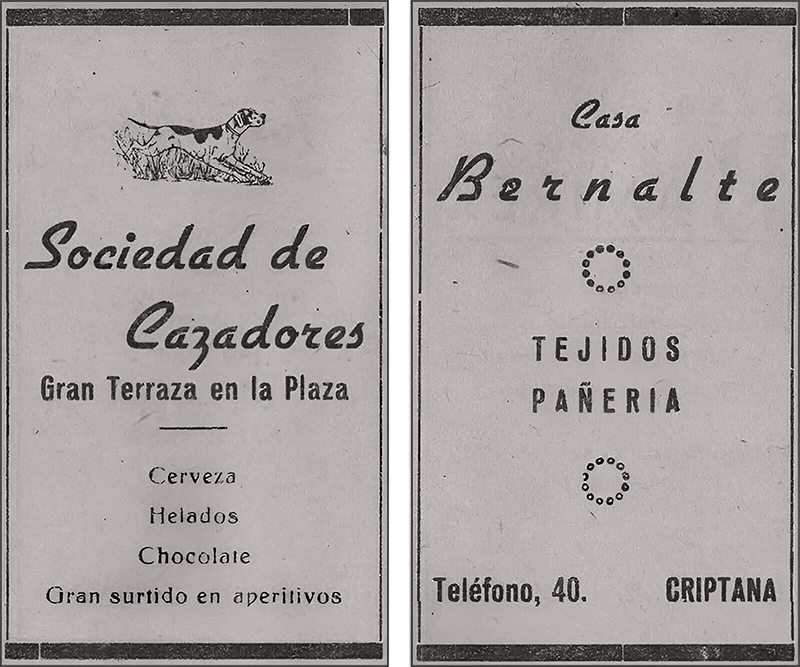 Sociedad de
Cazadores
Gran Terraza en la Plaza
Cerveza
Helados
Chocolate
Gran surtido en aperitivos
Casa
Bernalte
TEJIDOS
PAÑERIA
Teléfono, 40. CRIPTANA